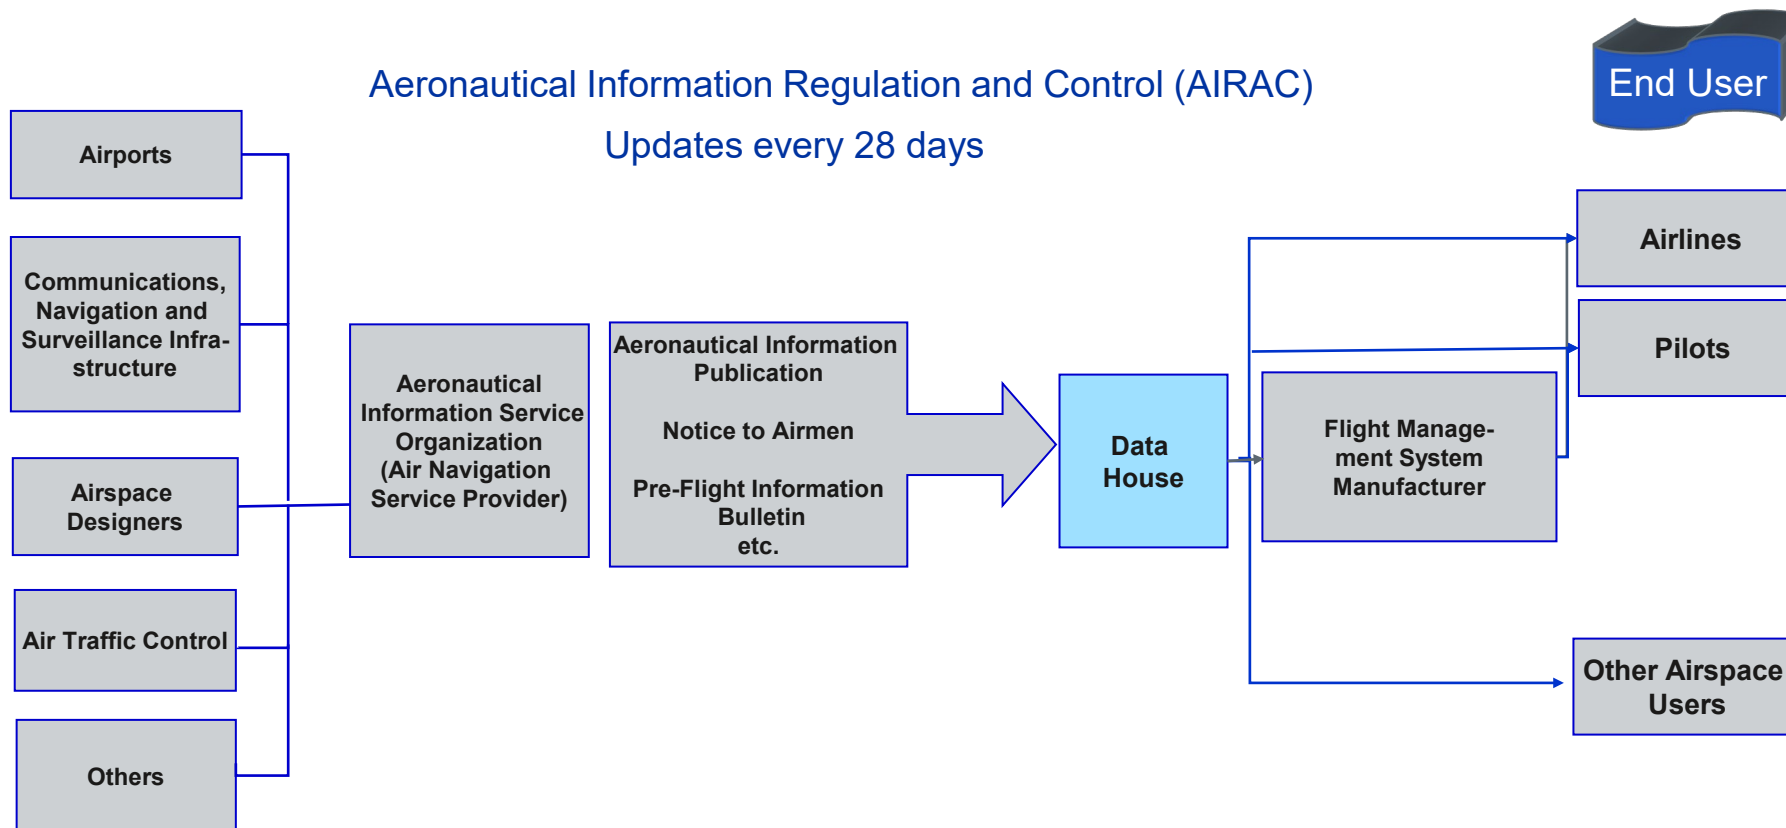 Aeronautical Information Regulation and Control (AIRAC)
Updates every 28 days
End User
Airports
Communications,
Navigation and
Surveillance Infra-
structure
Airspace
Designers
Air Traffic Control
Others
Aeronautical
Information Service
Organization
(Air Navigation
Service Provider)
Aeronautical Information
Publication
Notice to Airmen
Pre-Flight Information
Bulletin
etc.
Data
House
Flight Manage-
ment System
Manufacturer
Airlines
Pilots
Other Airspace
Users